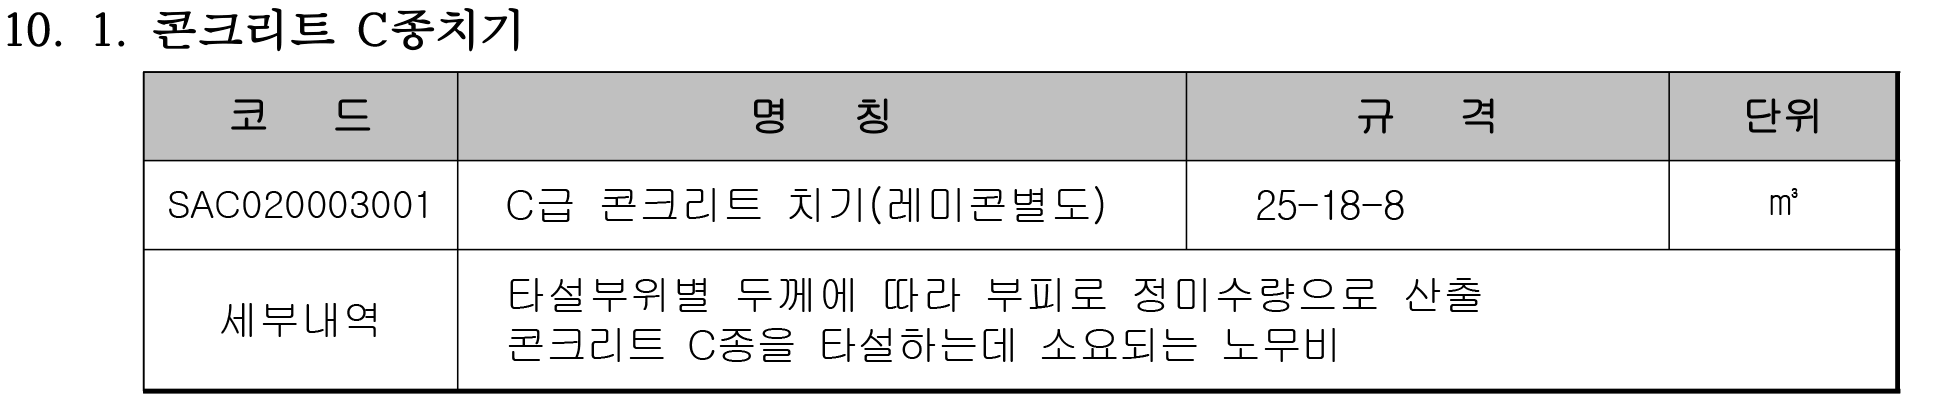 10. 1. 콘크리트 C종치기
코 드 명 칭 규 격 단위
SAC020003001 C급 콘크리트 치기(레미콘별도) 25-18-8 ㎥
세부내역
타설부위별 두께에 따라 부피로 정미수량으로 산출
콘크리트 C종을 타설하는데 소요되는 노무비